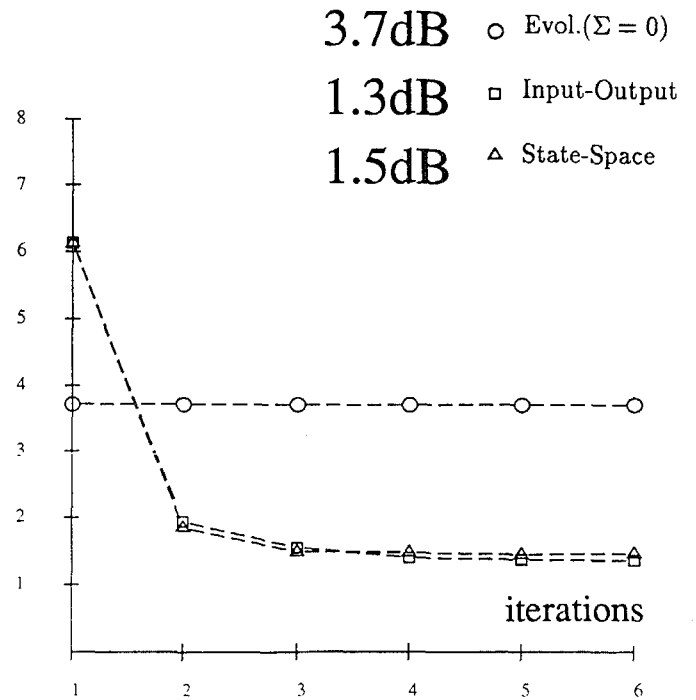 3.7dB ○ Evol.(Σ = 0)
1.3dB □ Input-Output
1.5dB △ State-Space
8
7
6
5
4
3
2
1
iterations
1 2 3 4 5 6